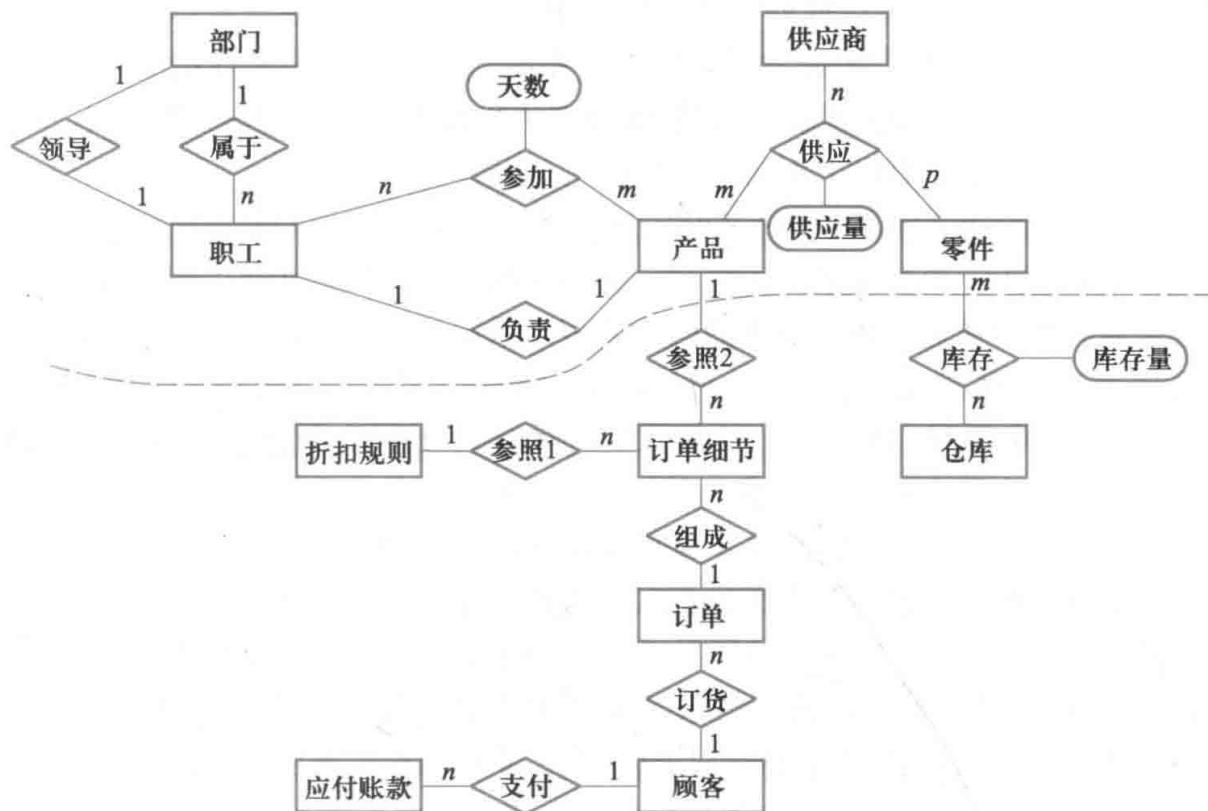 部门
供应商
1
1
天数
n
领导
属于
参加
供应
n
m
m
p
1
n
供应量
职工
产品
零件
1
1
1
m
负责
参照2
库存
库存量
n
n
折扣规则
1
参照1
n
订单细节
仓库
n
组成
1
订单
n
订货
1
应付账款
n
支付
1
顾客